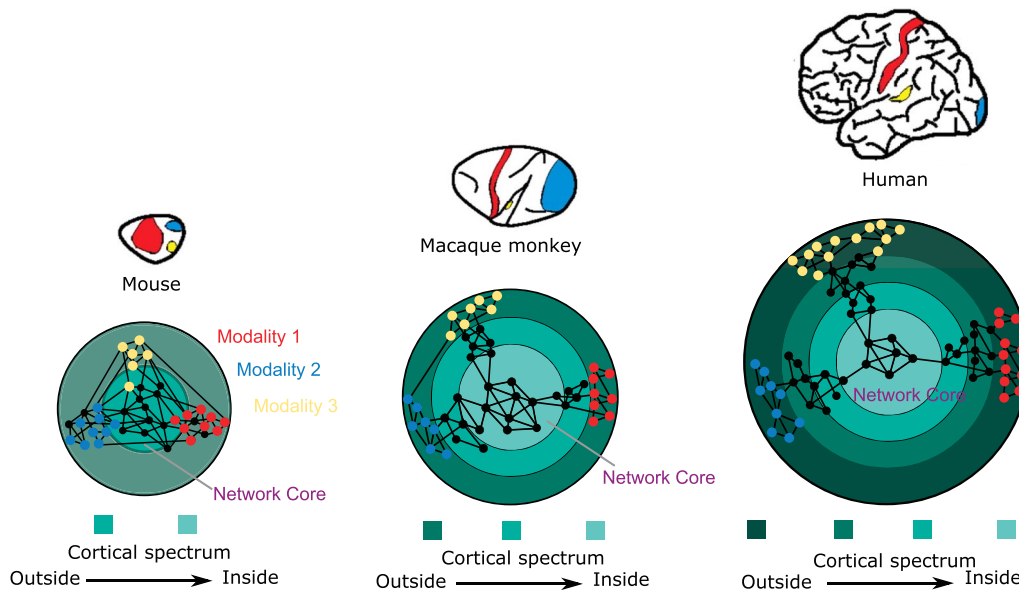 Human
Macaque monkey
Mouse
Modality 1
Modality 2
Modality 3
Network Core
Network Core
Network Core
Cortical spectrum
Outside
Inside
Cortical spectrum
Outside
Inside
Cortical spectrum
Outside
Inside